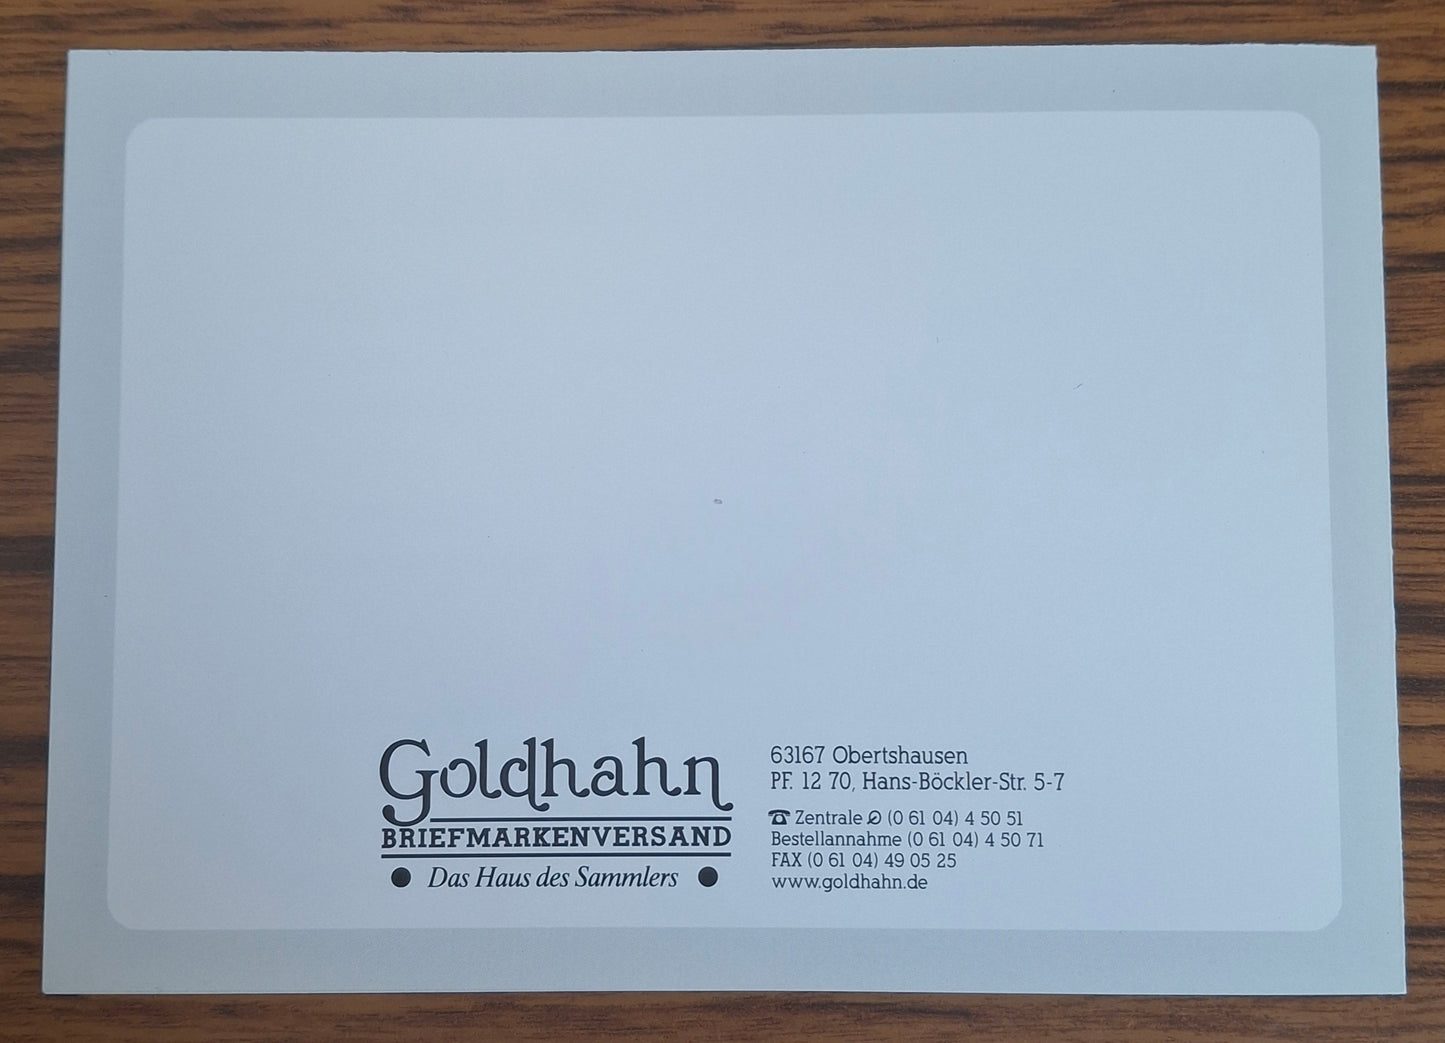 Goldhahn
BRIEFMARKENVERSAND
● Das Haus des Sammlers ●
63167 Obertshausen
PF. 12 70, Hans-Böckler-Str. 5-7
☎ Zentrale ✆ (0 61 04) 4 50 51
Bestellannahme (0 61 04) 4 50 71
FAX (0 61 04) 49 05 25
www.goldhahn.de